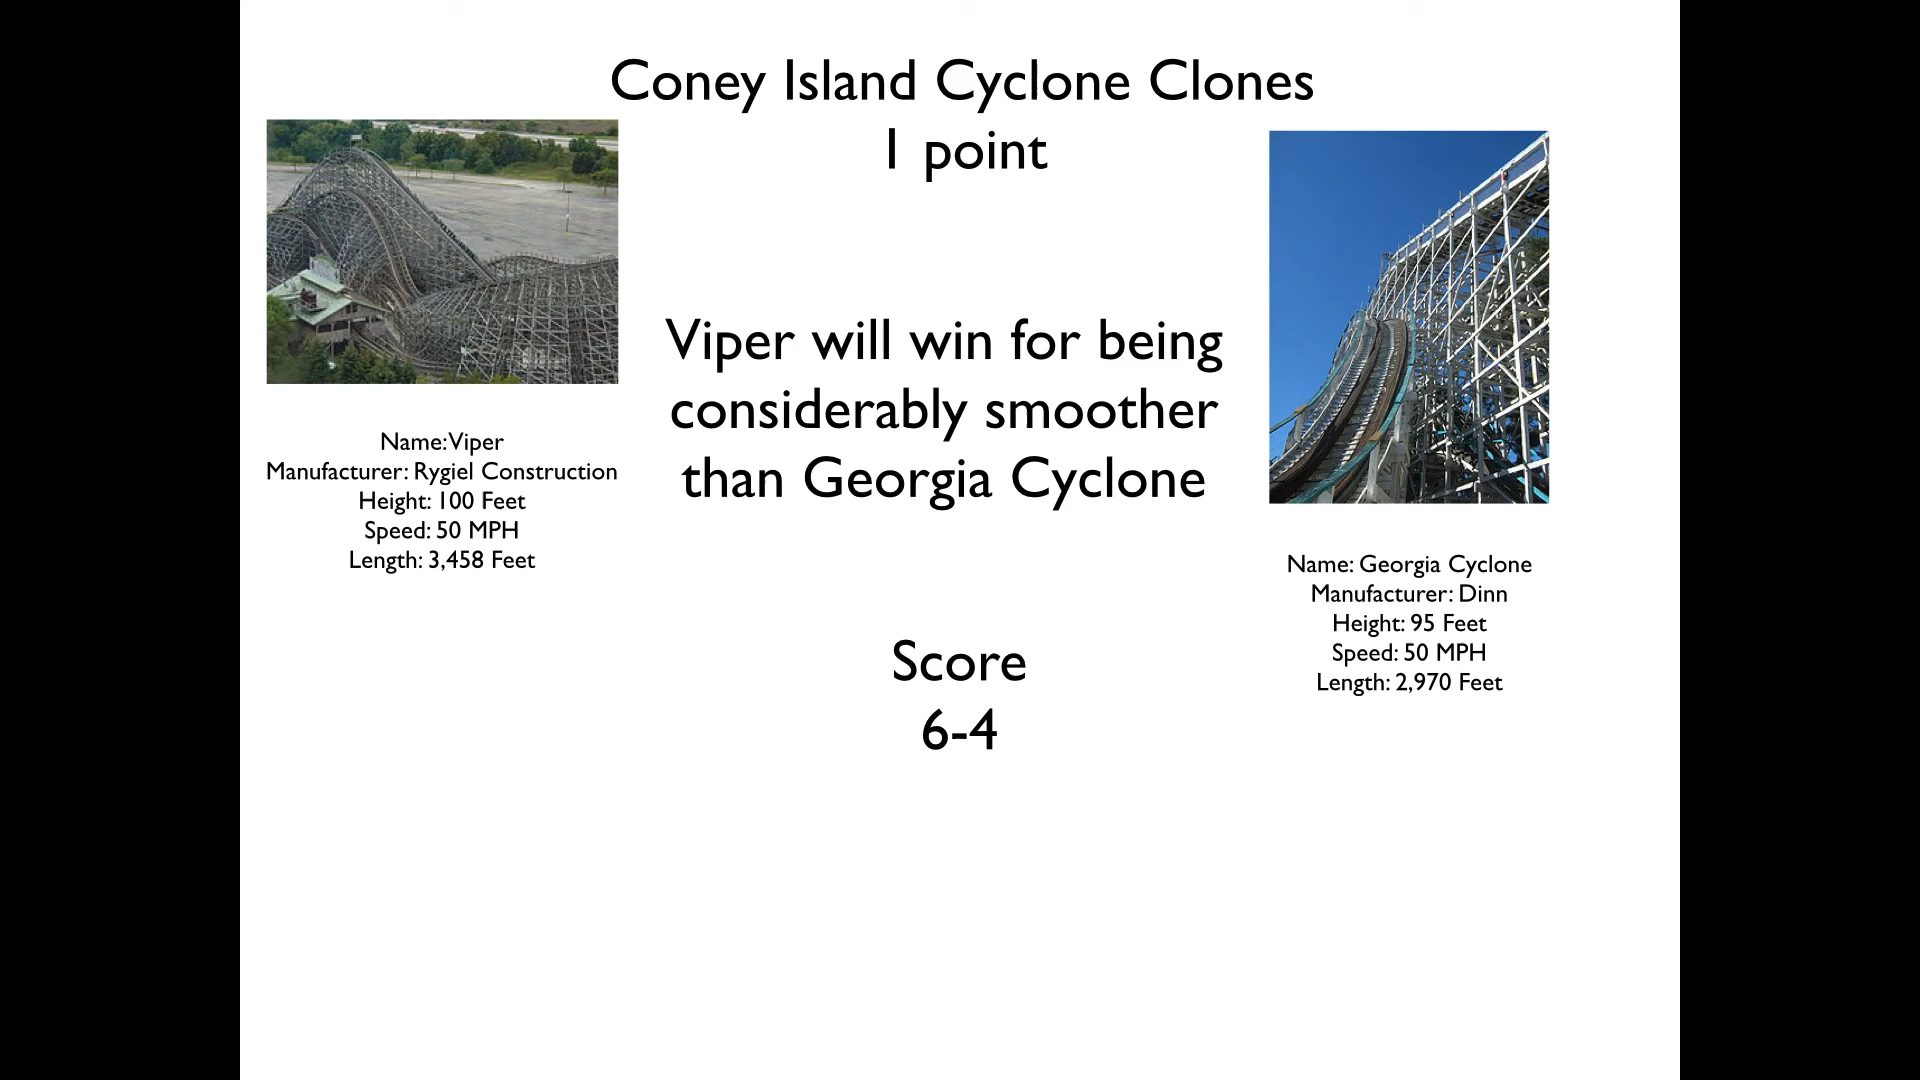 Coney Island Cyclone Clones
1 point
Viper will win for being
considerably smoother
than Georgia Cyclone
Name: Viper
Manufacturer: Rygiel Construction
Height: 100 Feet
Speed: 50 MPH
Length: 3,458 Feet
Name: Georgia Cyclone
Manufacturer: Dinn
Height: 95 Feet
Speed: 50 MPH
Length: 2,970 Feet
Score
6-4